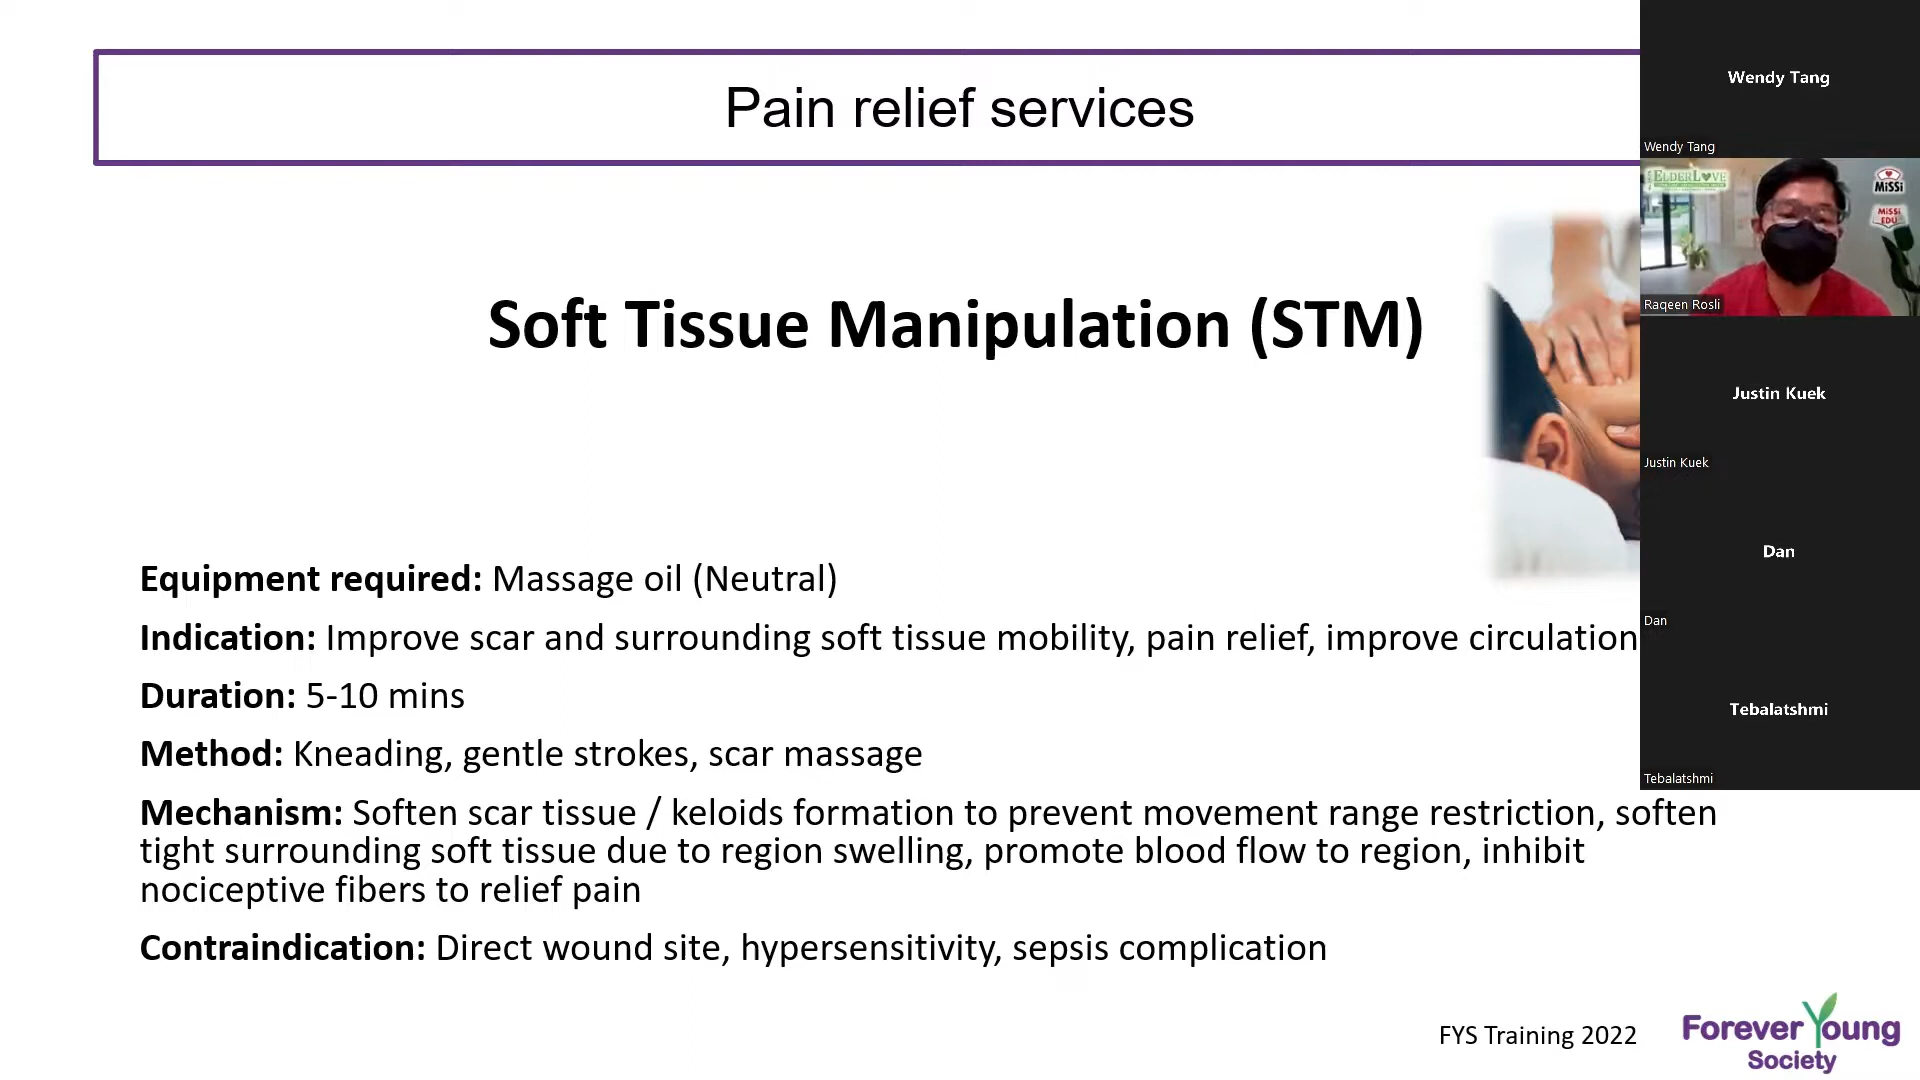 Pain relief services
Soft Tissue Manipulation (STM)
Equipment required: Massage oil (Neutral)
Indication: Improve scar and surrounding soft tissue mobility, pain relief, improve circulation
Duration: 5-10 mins
Method: Kneading, gentle strokes, scar massage
Mechanism: Soften scar tissue / keloids formation to prevent movement range restriction, soften
tight surrounding soft tissue due to region swelling, promote blood flow to region, inhibit
nociceptive fibers to relief pain
Contraindication: Direct wound site, hypersensitivity, sepsis complication
FYS Training 2022
Forever Young
Society
Wendy Tang
Wendy Tang
ELDERLOVE
MiSSi
MiSSi
EDU
Raqeen Rosli
Justin Kuek
Justin Kuek
Dan
Dan
Tebalatshmi
Tebalatshmi